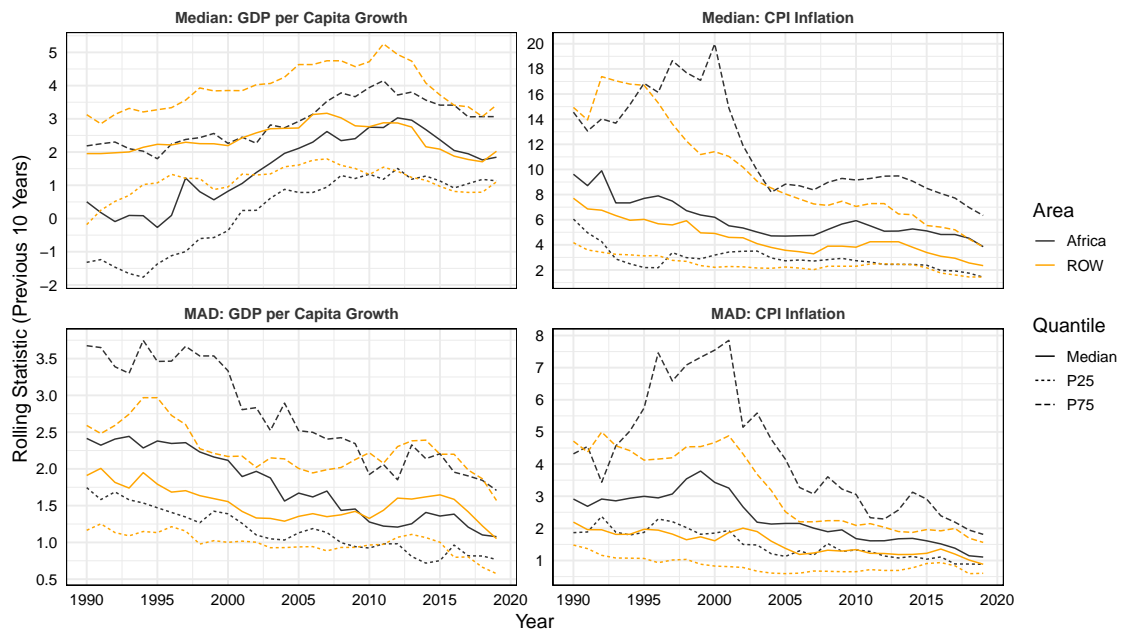 Median: GDP per Capita Growth
Median: CPI Inflation
5
4
3
2
1
0
−1
−2
20
18
16
14
12
10
8
6
4
2
MAD: GDP per Capita Growth
MAD: CPI Inflation
3.5
3.0
2.5
2.0
1.5
1.0
0.5
8
7
6
5
4
3
2
1
1990 1995 2000 2005 2010 2015 2020
1990 1995 2000 2005 2010 2015 2020
Year
Rolling Statistic (Previous 10 Years)
Area
Africa
ROW
Quantile
Median
P25
P75